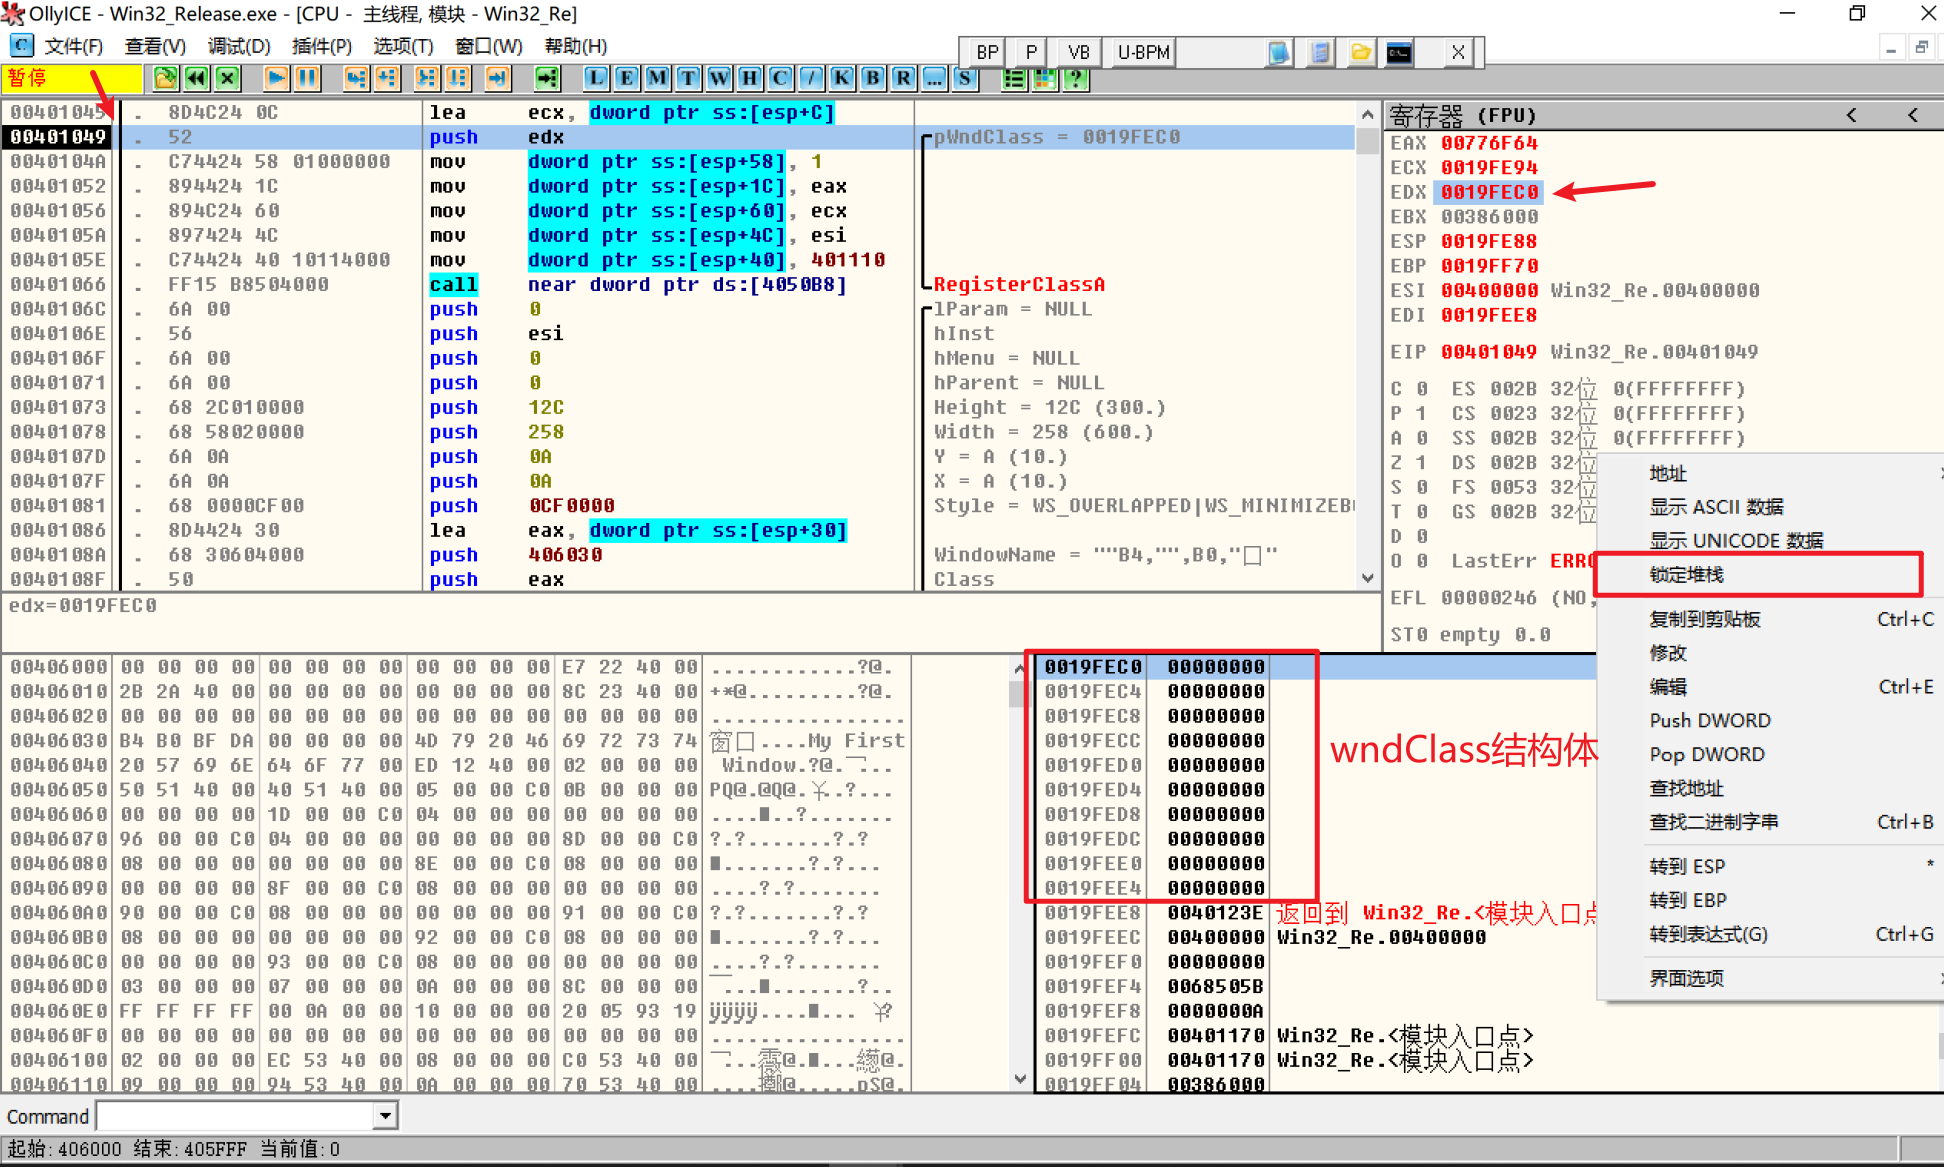 OllyICE - Win32_Release.exe - [CPU - 主线程, 模块 - Win32_Re]
文件(F) 查看(V) 调试(D) 插件(P) 选项(T) 窗口(W) 帮助(H)
BP P VB U-BPM X
暂停
L E M T W H C / K B R ... S ?
00401045 . 8D4C24 0C lea ecx, dword ptr ss:[esp+C]
00401049 . 52 push edx pWndClass = 0019FEC0
0040104A . C74424 58 01000000 mov dword ptr ss:[esp+58], 1
00401052 . 894424 1C mov dword ptr ss:[esp+1C], eax
00401056 . 894C24 60 mov dword ptr ss:[esp+60], ecx
0040105A . 897424 4C mov dword ptr ss:[esp+4C], esi
0040105E . C74424 40 10114000 mov dword ptr ss:[esp+40], 401110
00401066 . FF15 B8504000 call near dword ptr ds:[4050B8] RegisterClassA
0040106C . 6A 00 push 0 lParam = NULL
0040106E . 56 push esi hInst
0040106F . 6A 00 push 0 hMenu = NULL
00401071 . 6A 00 push 0 hParent = NULL
00401073 . 68 2C010000 push 12C Height = 12C (300.)
00401078 . 68 58020000 push 258 Width = 258 (600.)
0040107D . 6A 0A push 0A Y = A (10.)
0040107F . 6A 0A push 0A X = A (10.)
00401081 . 68 0000CF00 push 0CF0000 Style = WS_OVERLAPPED|WS_MINIMIZEB
00401086 . 8D4424 30 lea eax, dword ptr ss:[esp+30]
0040108A . 68 30604000 push 406030 WindowName = ""B4,"",B0,"□"
0040108F . 50 push eax Class
edx=0019FEC0
寄存器 (FPU) < <
EAX 00776F64
ECX 0019FE94
EDX 0019FEC0
EBX 00386000
ESP 0019FE88
EBP 0019FF70
ESI 00400000 Win32_Re.00400000
EDI 0019FEE8
EIP 00401049 Win32_Re.00401049
C 0 ES 002B 32位 0(FFFFFFFF)
P 1 CS 0023 32位 0(FFFFFFFF)
A 0 SS 002B 32位 0(FFFFFFFF)
Z 1 DS 002B 32位
S 0 FS 0053 32位
T 0 GS 002B 32位
D 0
O 0 LastErr ERRO
EFL 00000246 (NO,
ST0 empty 0.0
地址
显示 ASCII 数据
显示 UNICODE 数据
锁定堆栈
复制到剪贴板 Ctrl+C
修改
编辑 Ctrl+E
Push DWORD
Pop DWORD
查找地址
查找二进制字串 Ctrl+B
转到 ESP *
转到 EBP
转到表达式(G) Ctrl+G
界面选项
00406000 00 00 00 00 00 00 00 00 00 00 00 00 E7 22 40 00 ............?@.
00406010 2B 2A 40 00 00 00 00 00 00 00 00 00 8C 23 40 00 +*@.........?@.
00406020 00 00 00 00 00 00 00 00 00 00 00 00 00 00 00 00 ................
00406030 B4 B0 BF DA 00 00 00 00 4D 79 20 46 69 72 73 74 窗口....My First
00406040 20 57 69 6E 64 6F 77 00 ED 12 40 00 02 00 00 00 Window.?@.
00406050 50 51 40 00 40 51 40 00 05 00 00 C0 0B 00 00 00 PQ@.@Q@.
00406060 00 00 00 00 1D 00 00 C0 04 00 00 00 00 00 00 00
00406070 96 00 00 C0 04 00 00 00 00 00 00 00 8D 00 00 C0 ?.?........?.?
00406080 08 00 00 00 00 00 00 00 8E 00 00 C0 08 00 00 00
00406090 00 00 00 00 8F 00 00 C0 08 00 00 00 00 00 00 00 ....?.?.......
004060A0 90 00 00 C0 08 00 00 00 00 00 00 00 91 00 00 C0 ?.?........?.?
004060B0 08 00 00 00 00 00 00 00 92 00 00 C0 08 00 00 00
004060C0 00 00 00 00 93 00 00 C0 08 00 00 00 00 00 00 00 ....?.?.......
004060D0 03 00 00 00 07 00 00 00 0A 00 00 00 8C 00 00 00
004060E0 FF FF FF FF 00 0A 00 00 10 00 00 00 20 05 93 19 ÿÿÿÿ
004060F0 00 00 00 00 00 00 00 00 00 00 00 00 00 00 00 00 ................
00406100 02 00 00 00 EC 53 40 00 08 00 00 00 C0 53 40 00
00406110 09 00 00 00 94 53 40 00 0A 00 00 00 70 53 40 00
0019FEC0 00000000
0019FEC4 00000000
0019FEC8 00000000
0019FECC 00000000
0019FED0 00000000
0019FED4 00000000
0019FED8 00000000
0019FEDC 00000000
0019FEE0 00000000
0019FEE4 00000000
0019FEE8 0040123E 返回到 Win32_Re.<模块入口点
0019FEEC 00400000 Win32_Re.00400000
0019FEF0 00000000
0019FEF4 0068505B
0019FEF8 0000000A
0019FEFC 00401170 Win32_Re.<模块入口点>
0019FF00 00401170 Win32_Re.<模块入口点>
0019FF04 00386000
wndClass结构体
Command
起始: 406000 结束: 405FFF 当前值: 0